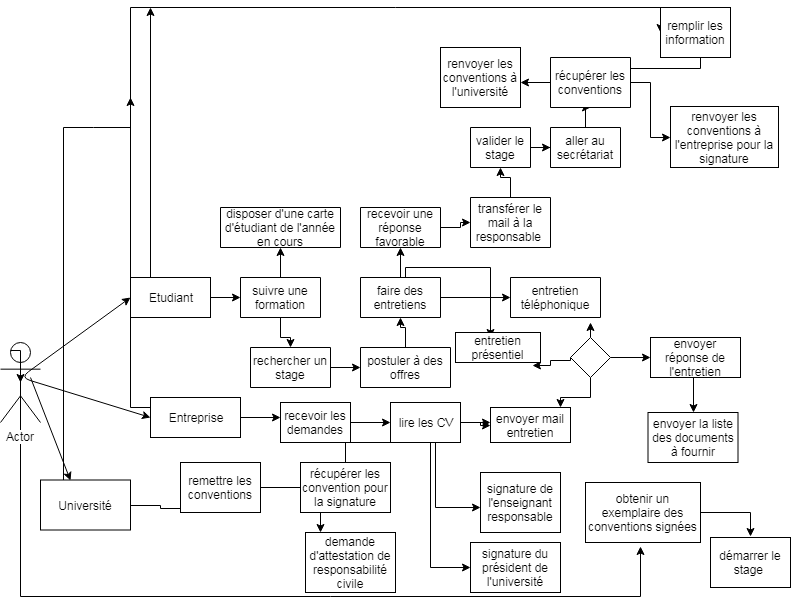 remplir les
information
renvoyer les
conventions à
l'université
récupérer les
conventions
renvoyer les
conventions à
l'entreprise pour la
signature
valider le
stage
aller au
secrétariat
disposer d'une carte
d'étudiant de l'année
en cours
recevoir une
réponse
favorable
transférer le
mail à la
responsable
Etudiant
suivre une
formation
faire des
entretiens
entretien
téléphonique
rechercher un
stage
postuler à des
offres
entretien
présentiel
envoyer
réponse de
l'entretien
Actor
Entreprise
recevoir les
demandes
lire les CV
envoyer mail
entretien
envoyer la liste
des documents
à fournir
Université
remettre les
conventions
récupérer les
convention pour
la signature
signature de
l'enseignant
responsable
obtenir un
exemplaire des
conventions signées
demande
d'attestation de
responsabilité
civile
signature du
président de
l'université
démarrer le
stage